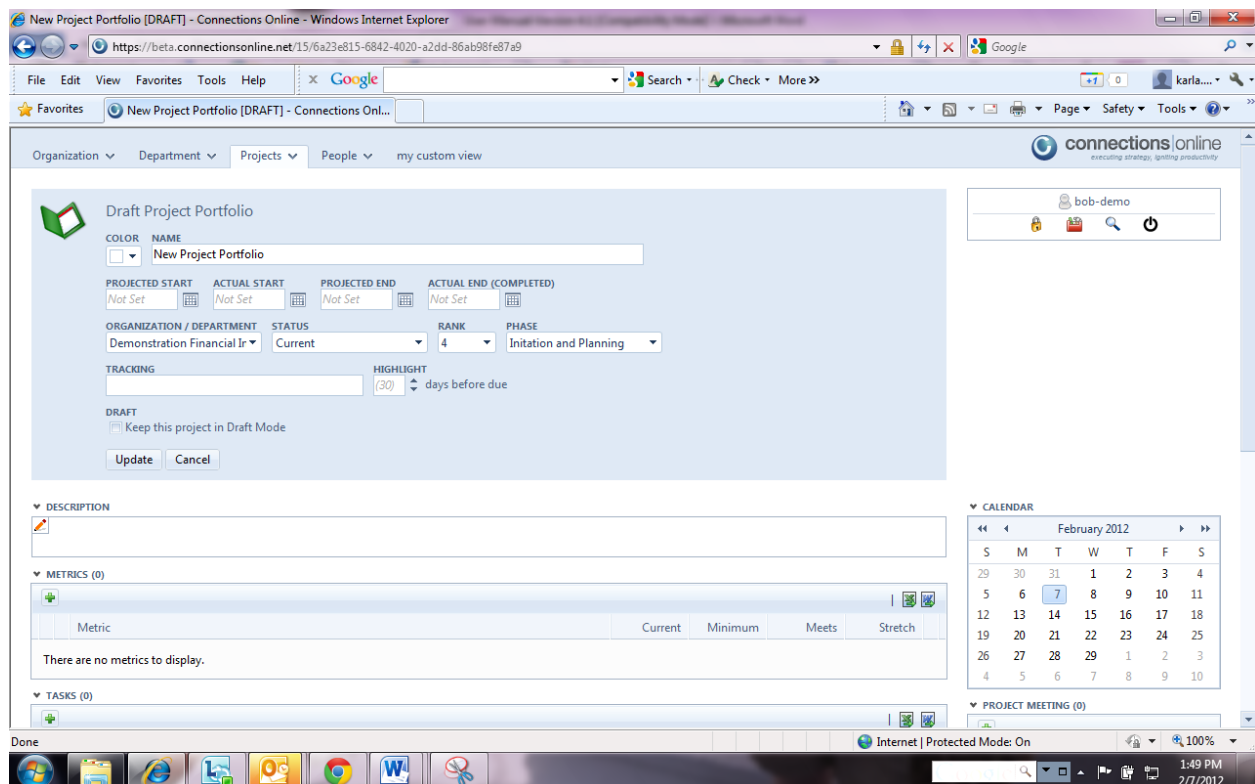 New Project Portfolio [DRAFT] - Connections Online - Windows Internet Explorer
https://beta.connectionsonline.net/15/6a23e815-6842-4020-a2dd-86ab98fe87a9
Google
File Edit View Favorites Tools Help
x Google
Search
Check
More >>
+1 0
karla....
Favorites
New Project Portfolio [DRAFT] - Connections Onl...
Page Safety Tools
Organization Department Projects People my custom view
connections|online
executing strategy, igniting productivity
bob-demo
Draft Project Portfolio
COLOR NAME
New Project Portfolio
PROJECTED START ACTUAL START PROJECTED END ACTUAL END (COMPLETED)
Not Set Not Set Not Set Not Set
ORGANIZATION / DEPARTMENT STATUS RANK PHASE
Demonstration Financial Ir Current 4 Initation and Planning
TRACKING HIGHLIGHT
(30) days before due
DRAFT
Keep this project in Draft Mode
Update Cancel
DESCRIPTION
METRICS (0)
Metric Current Minimum Meets Stretch
There are no metrics to display.
TASKS (0)
CALENDAR
February 2012
S M T W T F S
29 30 31 1 2 3 4
5 6 7 8 9 10 11
12 13 14 15 16 17 18
19 20 21 22 23 24 25
26 27 28 29 1 2 3
4 5 6 7 8 9 10
PROJECT MEETING (0)
Done
Internet | Protected Mode: On
100%
1:49 PM
2/7/2012